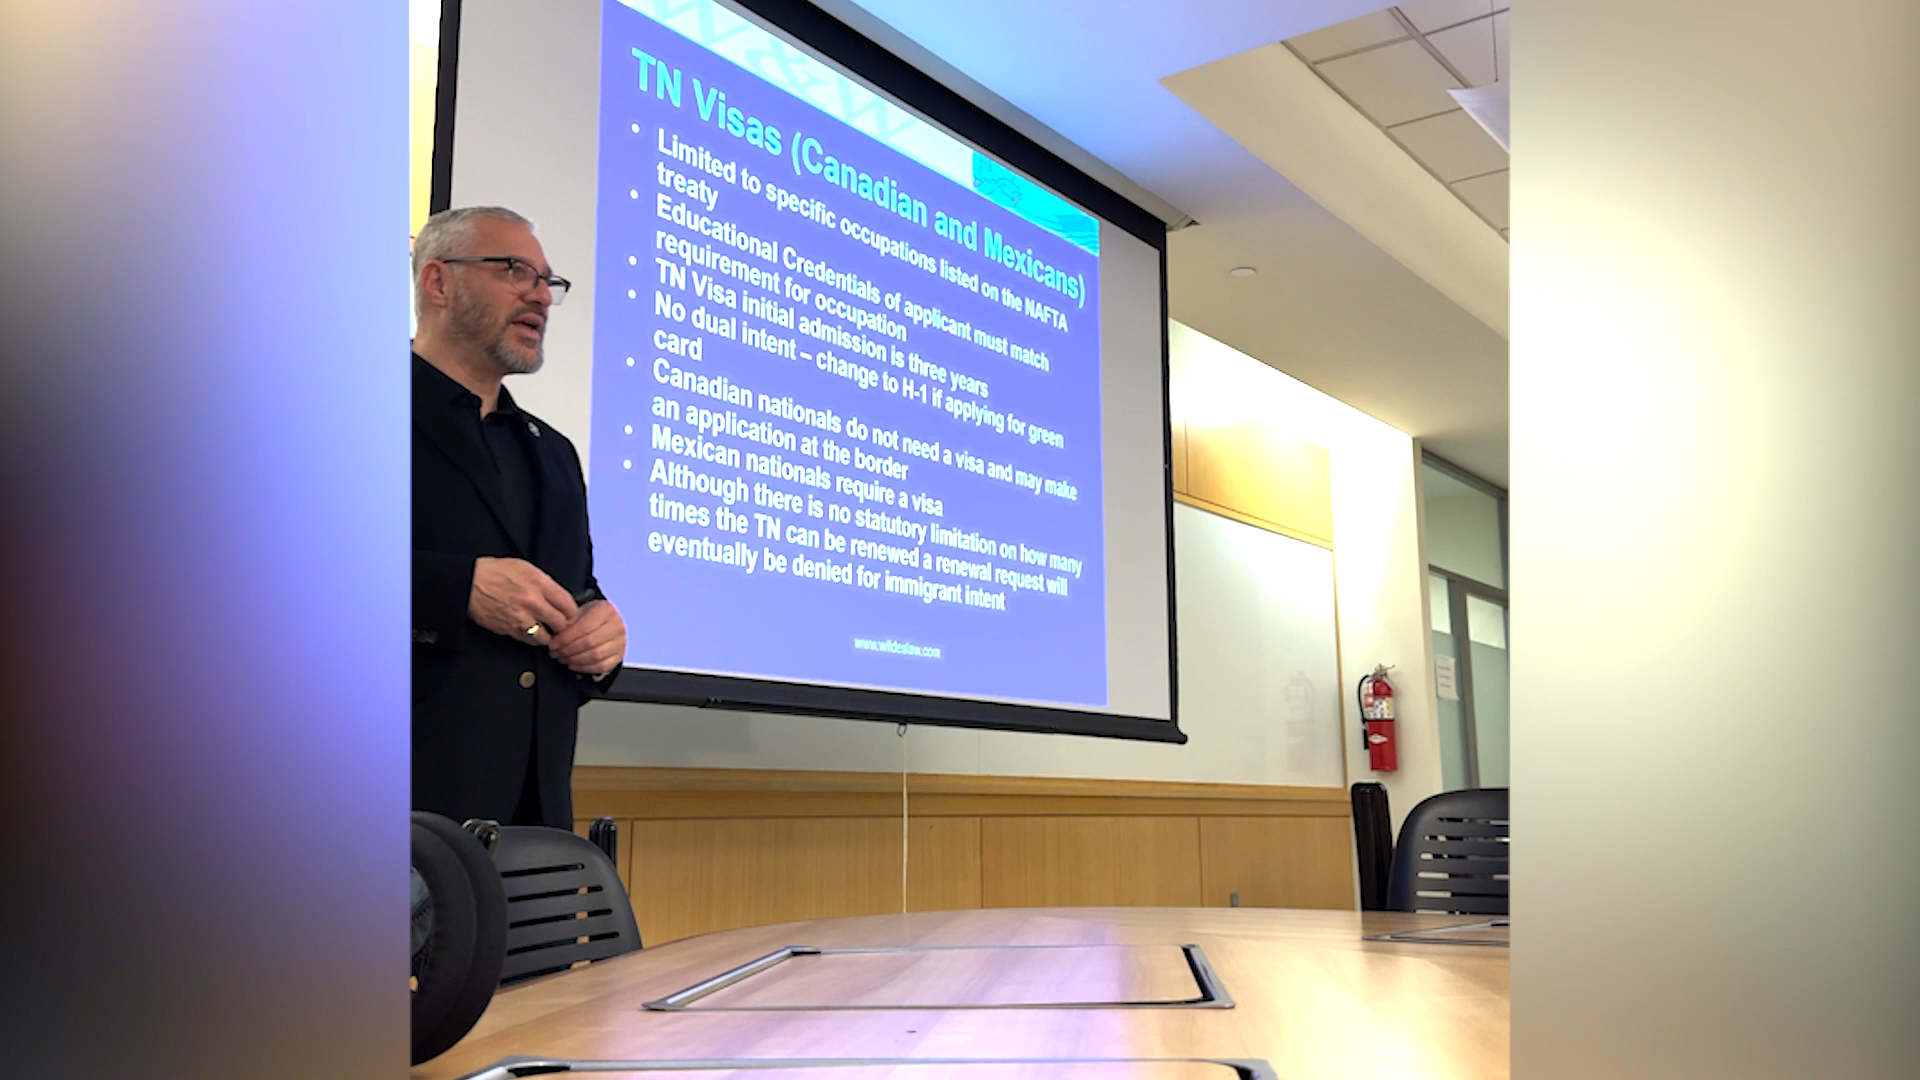 TN Visas (Canadian and Mexicans)
• Limited to specific occupations listed on the NAFTA
treaty
• Educational Credentials of applicant must match
requirement for occupation
• TN Visa initial admission is three years
• No dual intent – change to H-1 if applying for green
card
• Canadian nationals do not need a visa and may make
an application at the border
• Mexican nationals require a visa
• Although there is no statutory limitation on how many
times the TN can be renewed a renewal request will
eventually be denied for immigrant intent
www.wildeslaw.com